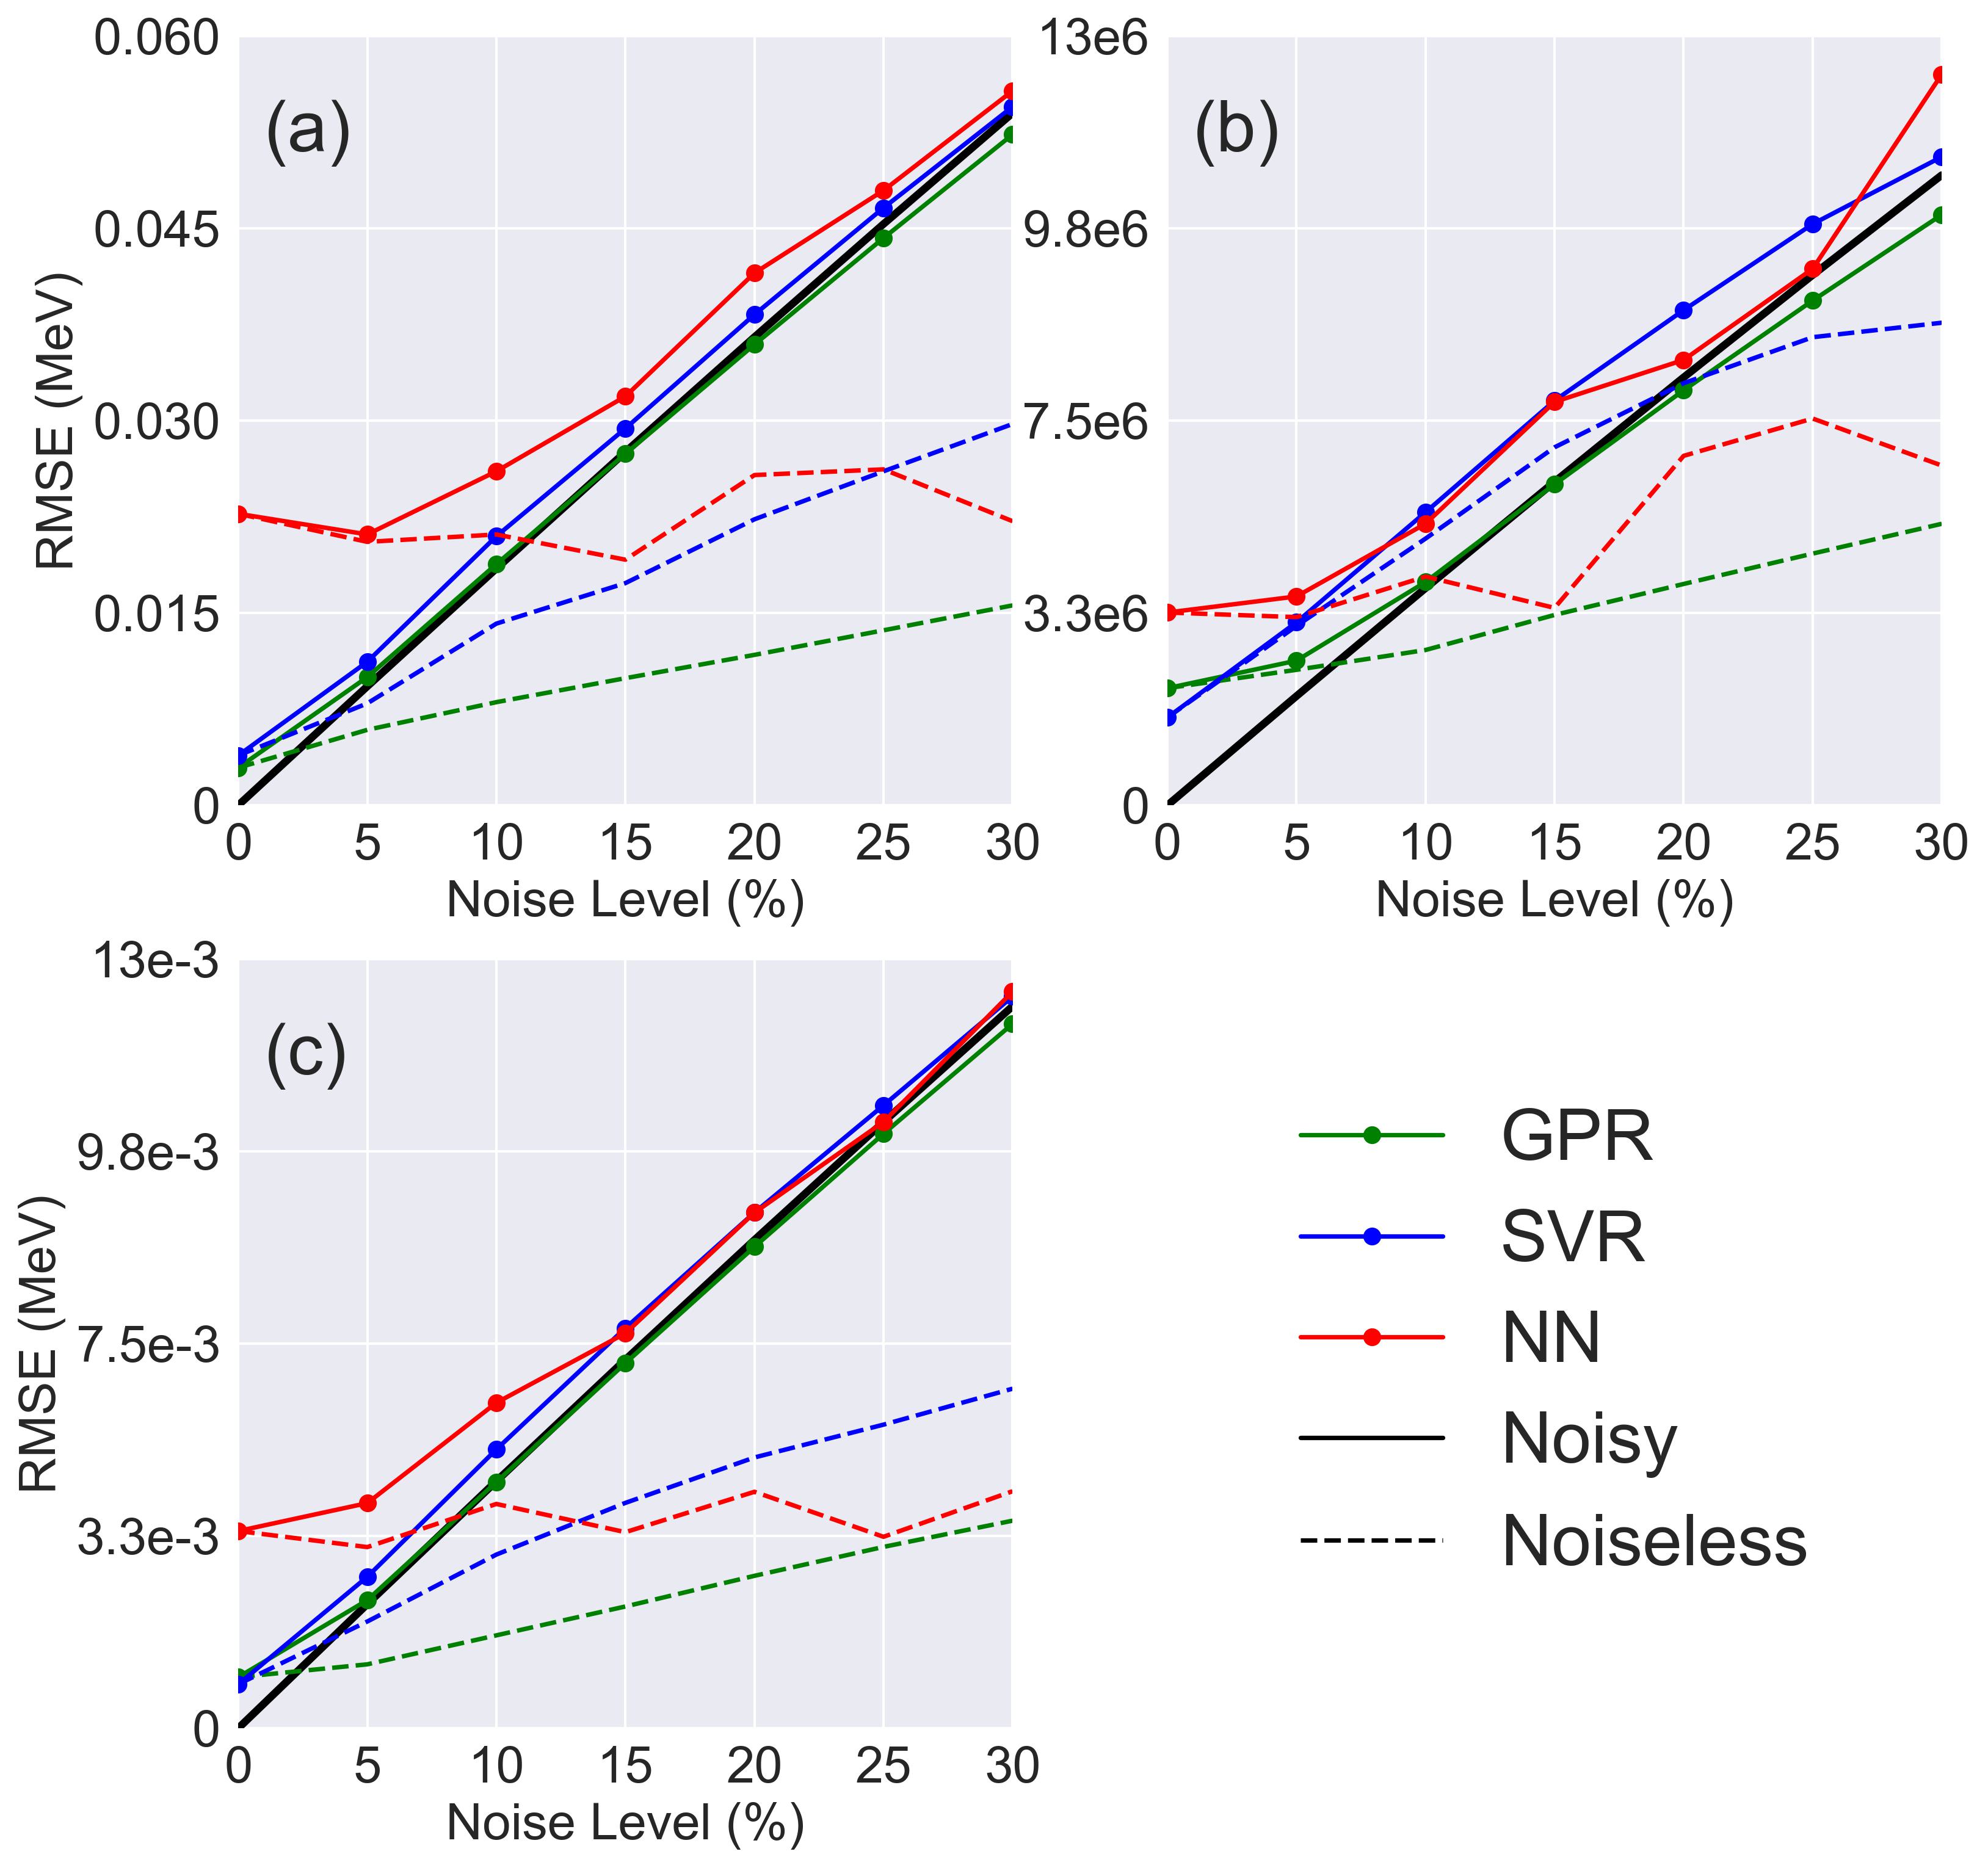 0.060
0.045
0.030
0.015
0
RMSE (MeV)
(a)
0 5 10 15 20 25 30
Noise Level (%)
13e6
9.8e6
7.5e6
3.3e6
0
(b)
0 5 10 15 20 25 30
Noise Level (%)
13e-3
9.8e-3
7.5e-3
3.3e-3
0
RMSE (MeV)
(c)
0 5 10 15 20 25 30
Noise Level (%)
GPR
SVR
NN
Noisy
Noiseless